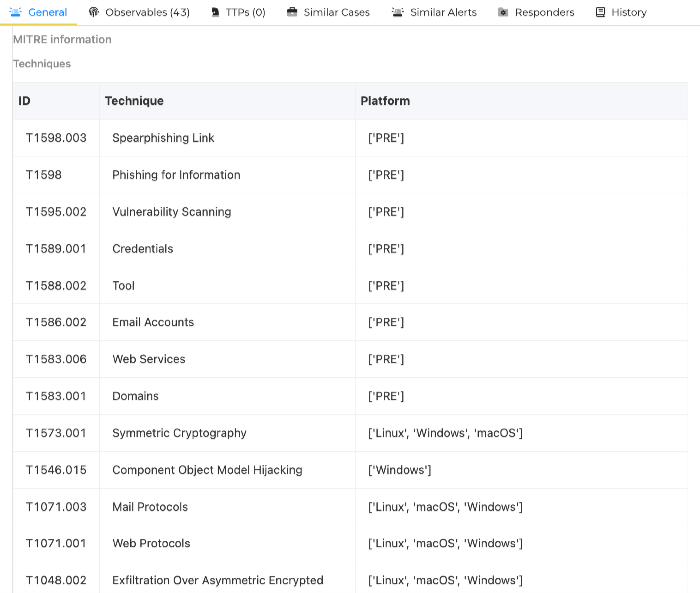 General Observables (43) TTPs (0) Similar Cases Similar Alerts Responders History
MITRE information
Techniques
ID Technique Platform
T1598.003 Spearphishing Link ['PRE']
T1598 Phishing for Information ['PRE']
T1595.002 Vulnerability Scanning ['PRE']
T1589.001 Credentials ['PRE']
T1588.002 Tool ['PRE']
T1586.002 Email Accounts ['PRE']
T1583.006 Web Services ['PRE']
T1583.001 Domains ['PRE']
T1573.001 Symmetric Cryptography ['Linux', 'Windows', 'macOS']
T1546.015 Component Object Model Hijacking ['Windows']
T1071.003 Mail Protocols ['Linux', 'macOS', 'Windows']
T1071.001 Web Protocols ['Linux', 'macOS', 'Windows']
T1048.002 Exfiltration Over Asymmetric Encrypted ['Linux', 'macOS', 'Windows']